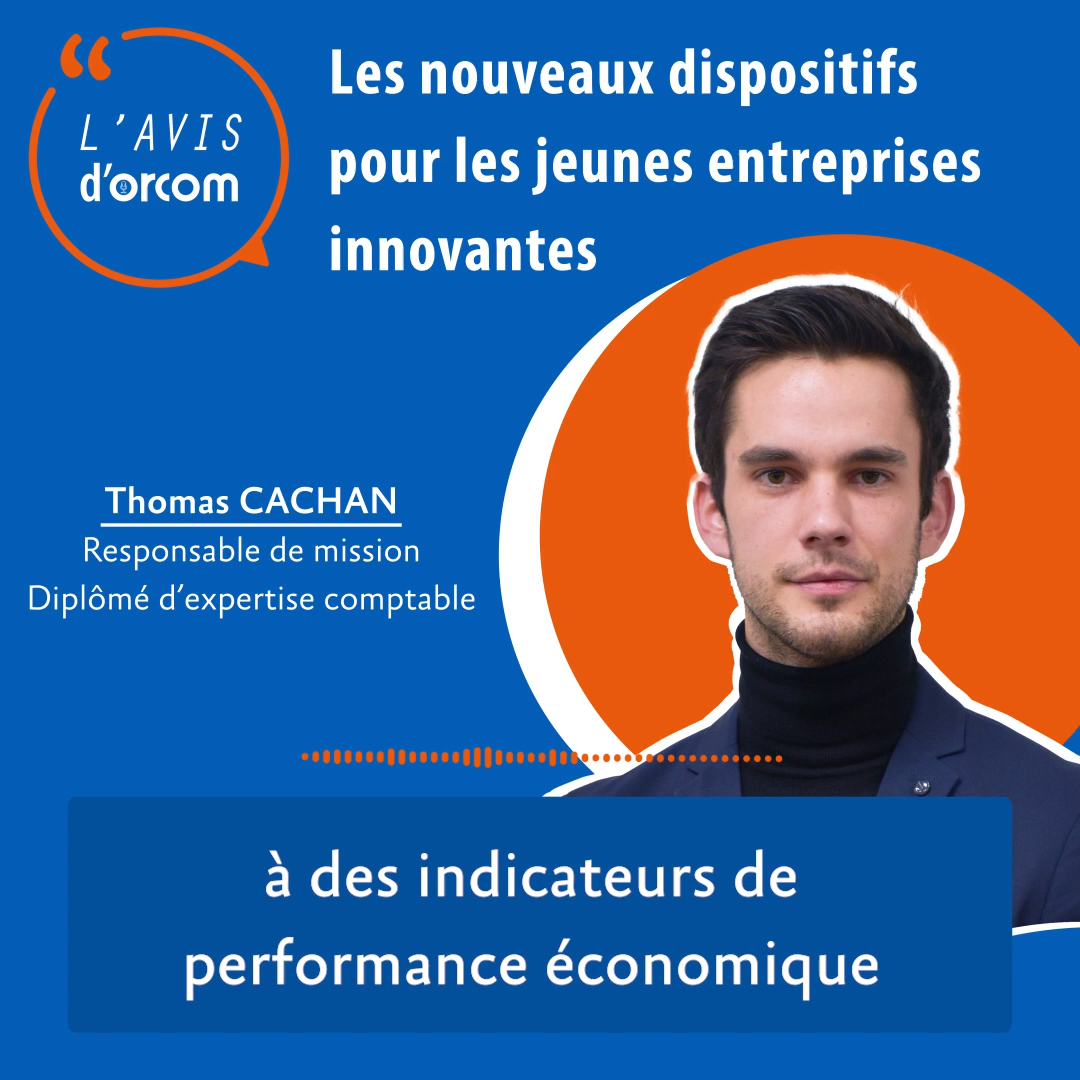 L'AVIS
d'orcom
Les nouveaux dispositifs
pour les jeunes entreprises
innovantes
Thomas CACHAN
Responsable de mission
Diplômé d'expertise comptable
à des indicateurs de
performance économique